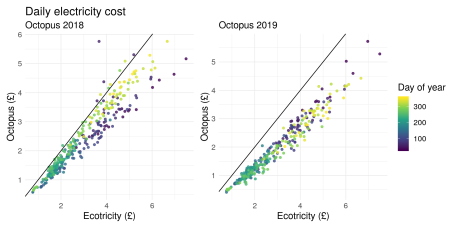 Daily electricity cost
Octopus 2018
Octopus 2019
6
5
4
3
2
1
Octopus (£)
2
4
6
Ecotricity (£)
5
4
3
2
1
Octopus (£)
2
4
6
Ecotricity (£)
Day of year
300
200
100